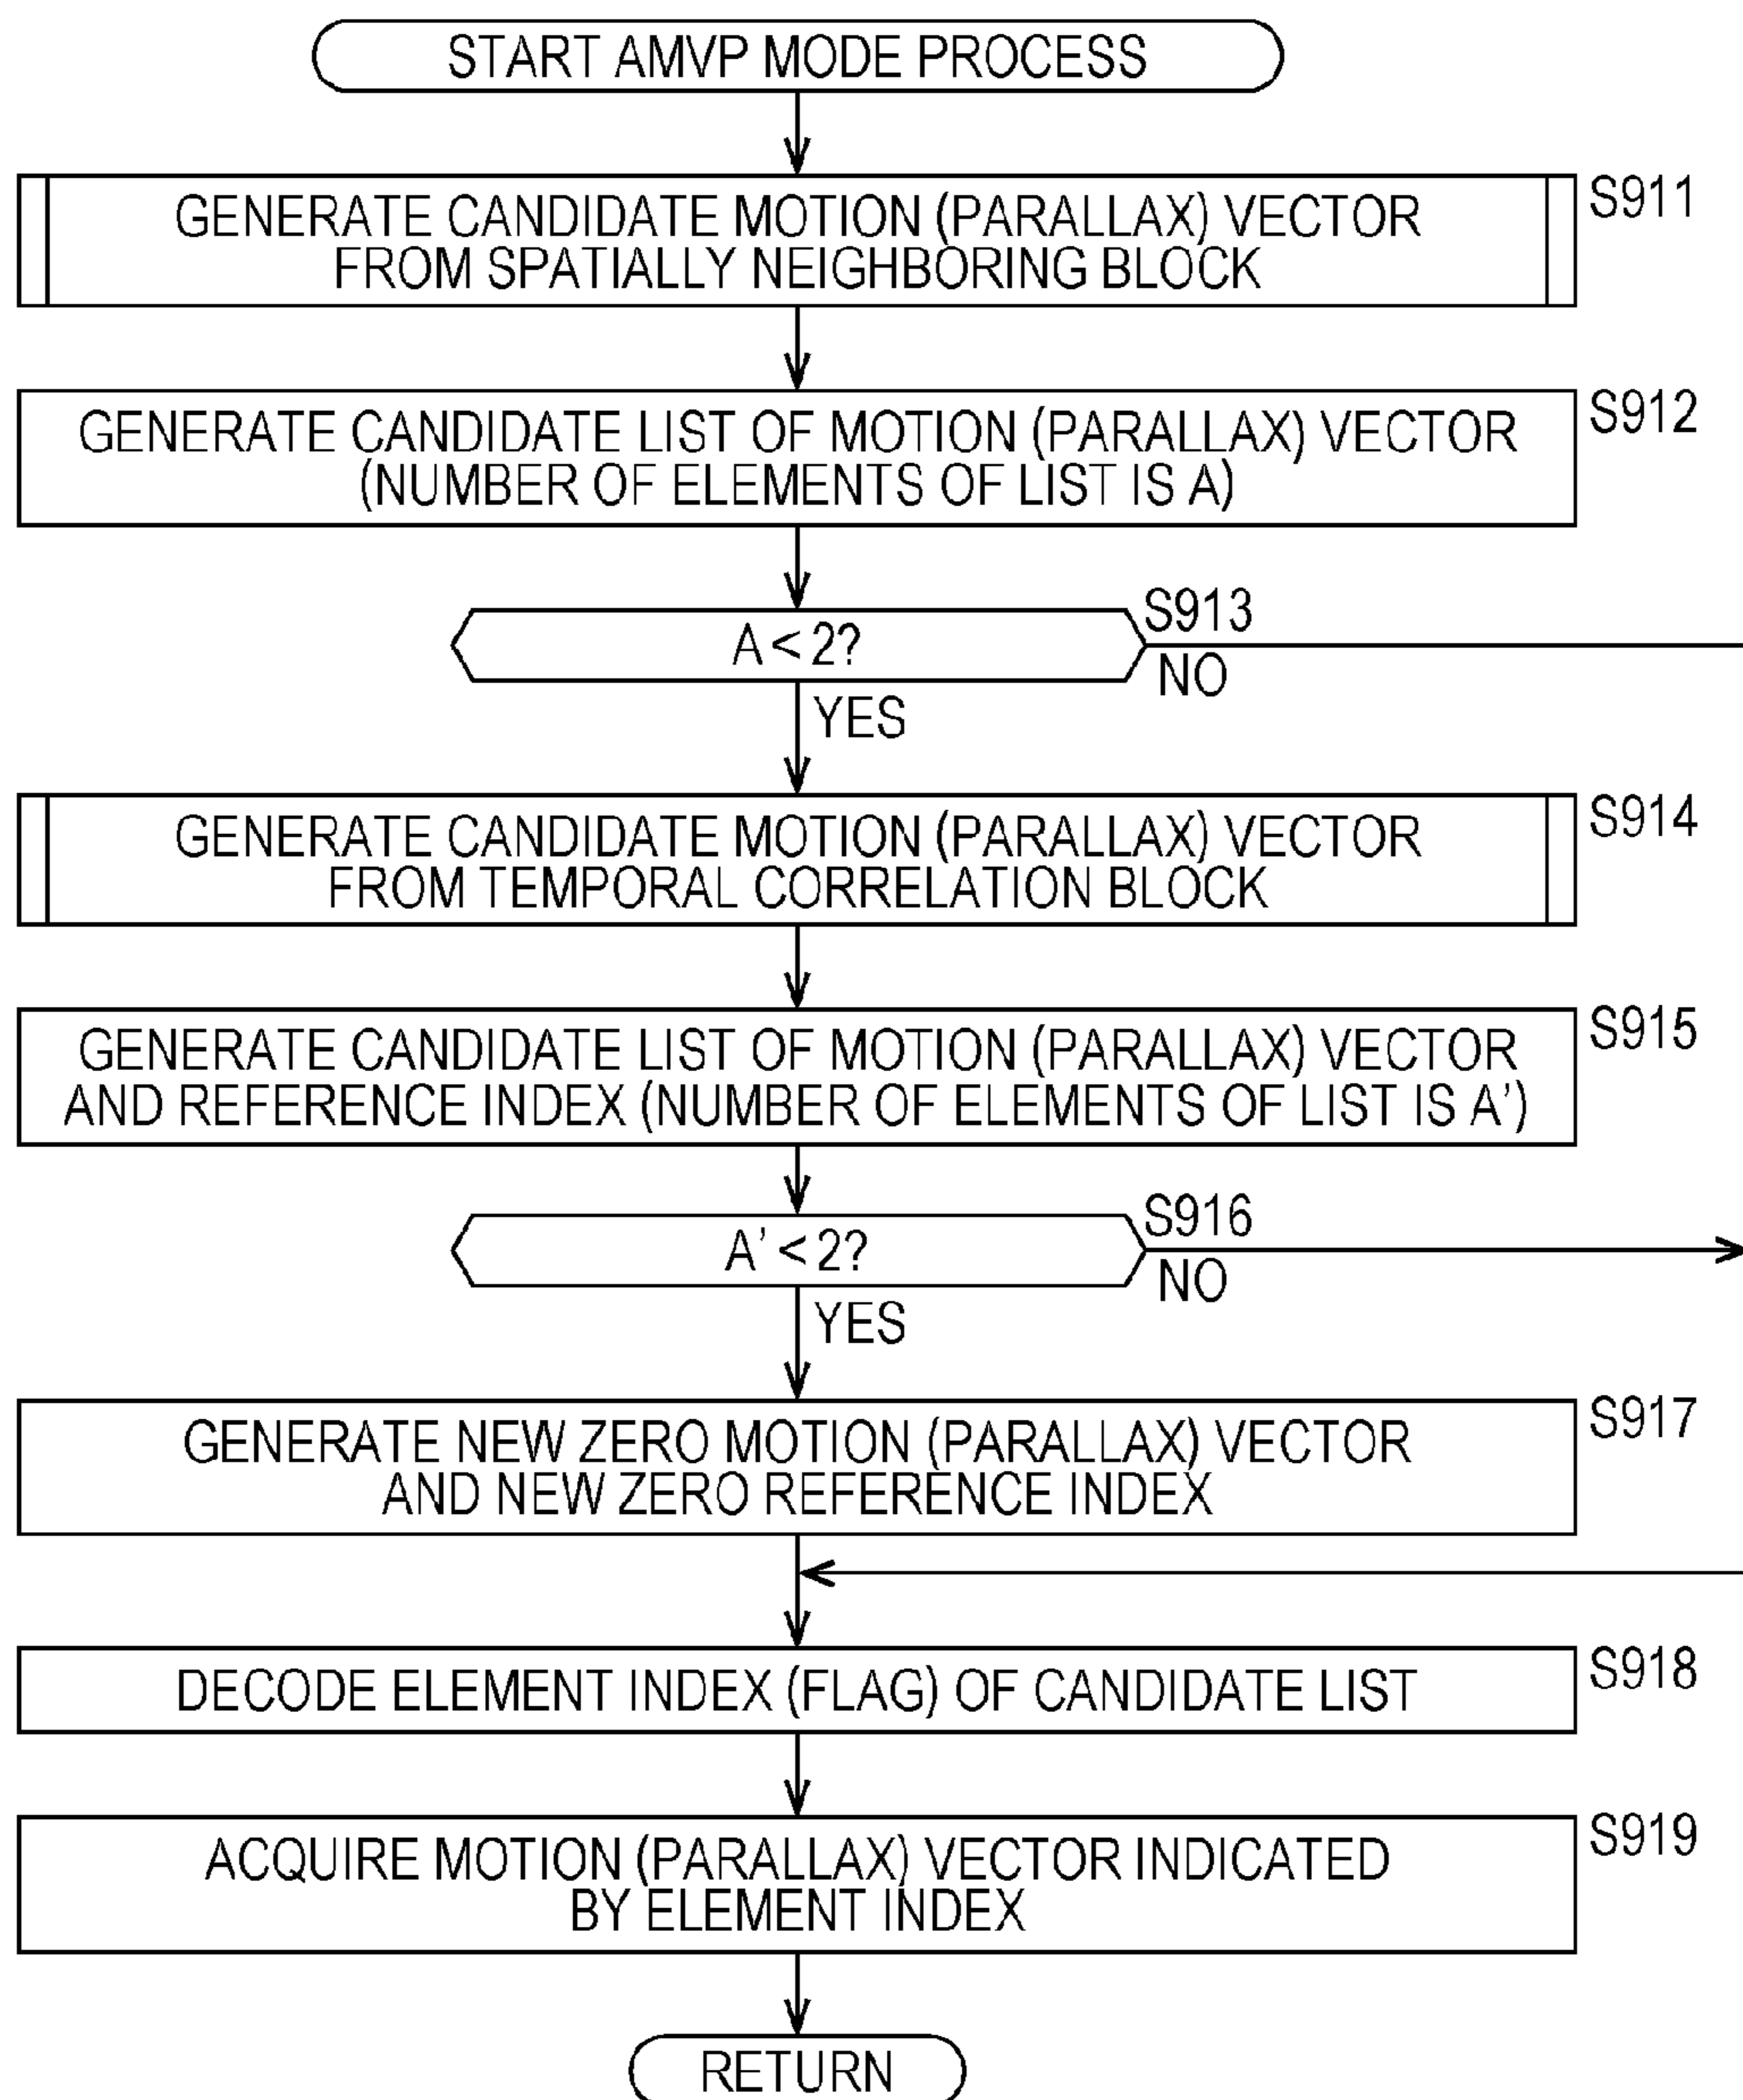 START AMVP MODE PROCESS
GENERATE CANDIDATE MOTION (PARALLAX) VECTOR
FROM SPATIALLY NEIGHBORING BLOCK
S911
GENERATE CANDIDATE LIST OF MOTION (PARALLAX) VECTOR
(NUMBER OF ELEMENTS OF LIST IS A)
S912
A < 2?
S913
NO
YES
GENERATE CANDIDATE MOTION (PARALLAX) VECTOR
FROM TEMPORAL CORRELATION BLOCK
S914
GENERATE CANDIDATE LIST OF MOTION (PARALLAX) VECTOR
AND REFERENCE INDEX (NUMBER OF ELEMENTS OF LIST IS A')
S915
A' < 2?
S916
NO
YES
GENERATE NEW ZERO MOTION (PARALLAX) VECTOR
AND NEW ZERO REFERENCE INDEX
S917
DECODE ELEMENT INDEX (FLAG) OF CANDIDATE LIST
S918
ACQUIRE MOTION (PARALLAX) VECTOR INDICATED
BY ELEMENT INDEX
S919
RETURN